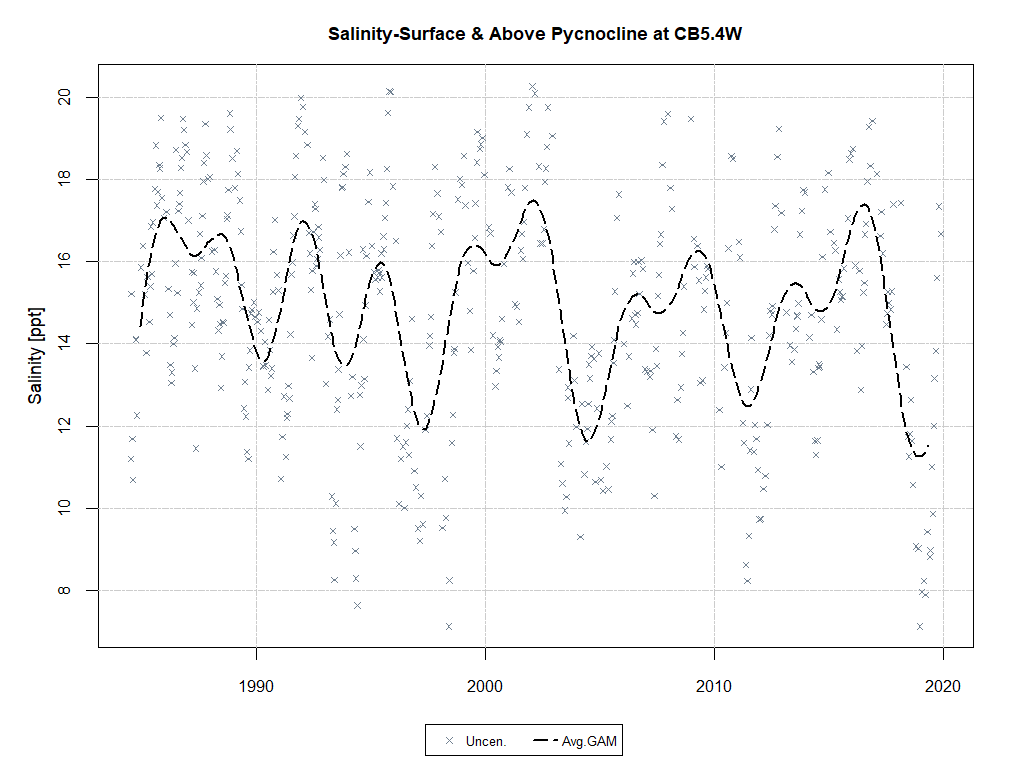 Salinity-Surface & Above Pycnocline at CB5.4W
Salinity [ppt]
20
18
16
14
12
10
8
1990 2000 2010 2020
Uncen. Avg.GAM